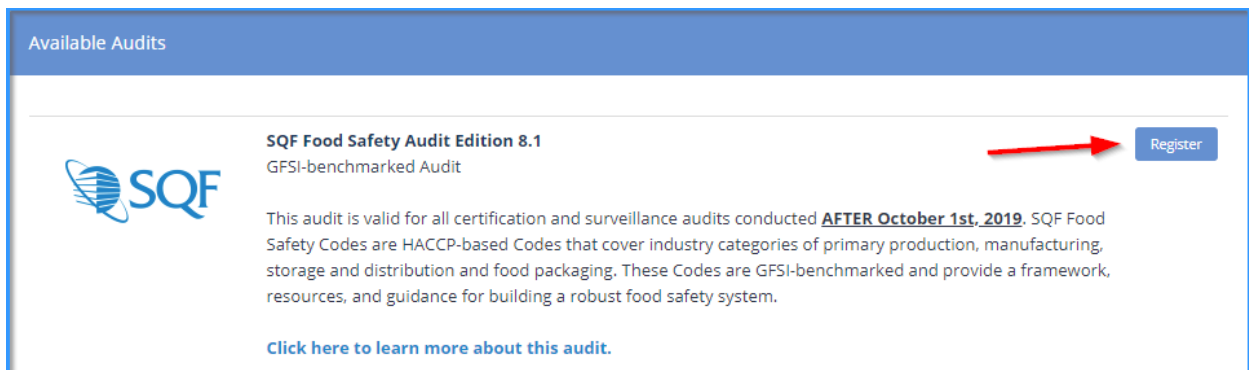 Available Audits
SQF
SQF Food Safety Audit Edition 8.1
Register
GFSI-benchmarked Audit
This audit is valid for all certification and surveillance audits conducted AFTER October 1st, 2019. SQF Food
Safety Codes are HACCP-based Codes that cover industry categories of primary production, manufacturing,
storage and distribution and food packaging. These Codes are GFSI-benchmarked and provide a framework,
resources, and guidance for building a robust food safety system.
Click here to learn more about this audit.